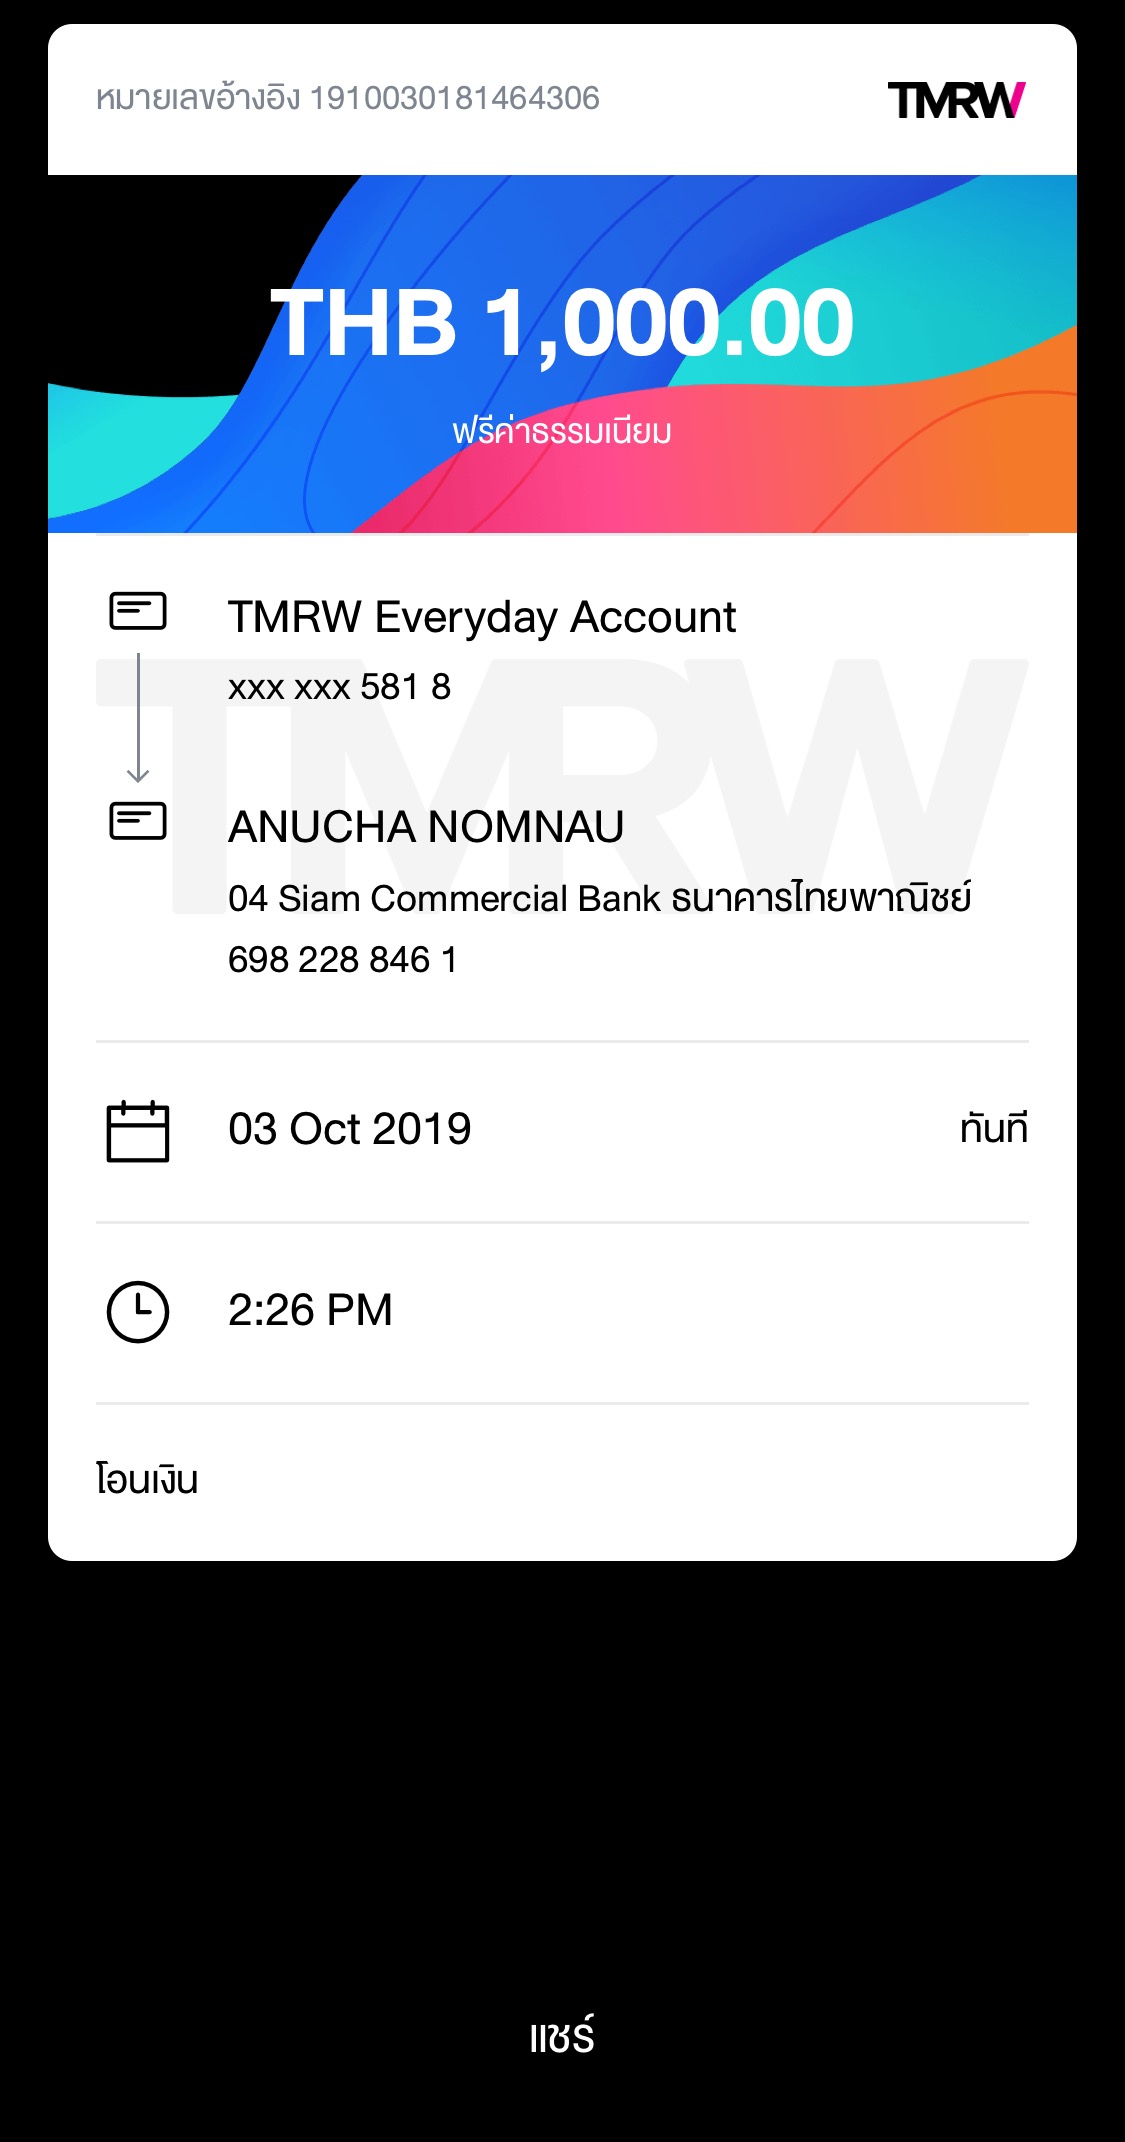 หมายเลขอ้างอิง 1910030181464306
TMRW
THB 1,000.00
ฟรีค่าธรรมเนียม
TMRW Everyday Account
xxx xxx 581 8
TMRW
ANUCHA NOMNAU
04 Siam Commercial Bank ธนาคารไทยพาณิชย์
698 228 846 1
03 Oct 2019 ทันที
2:26 PM
โอนเงิน
แชร์